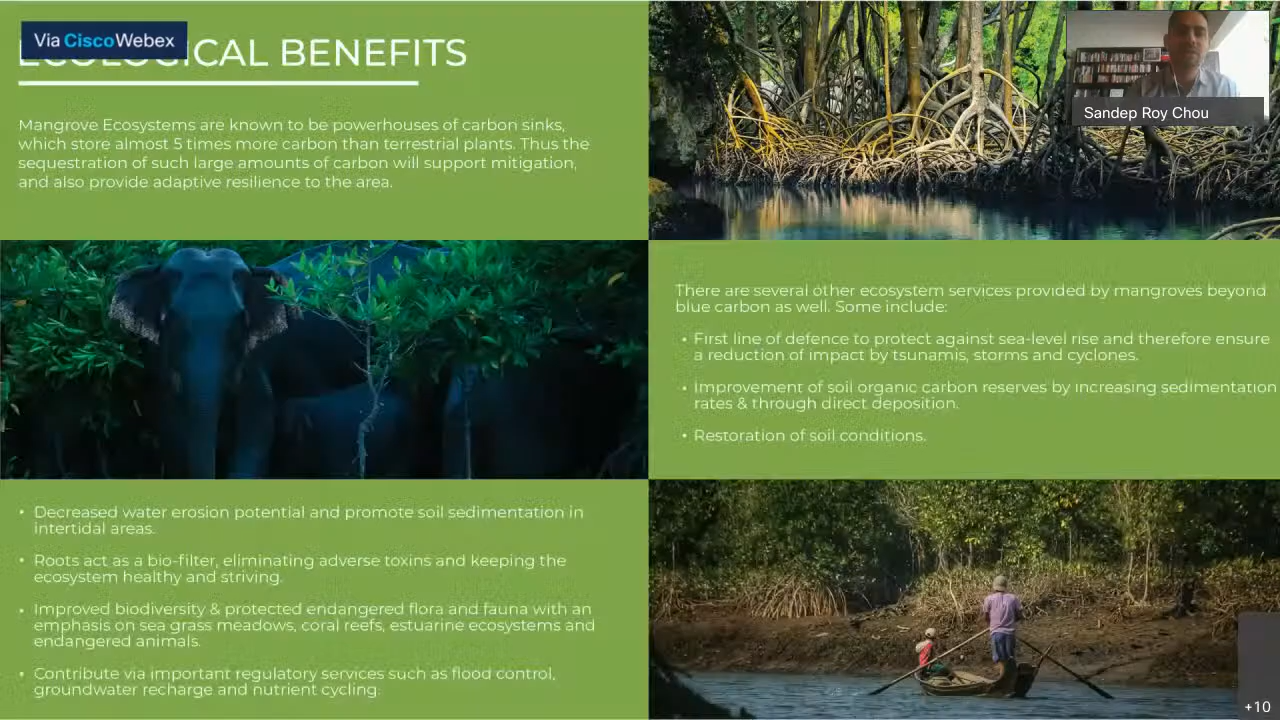 Via Cisco Webex
ECOLOGICAL BENEFITS
Mangrove Ecosystems are known to be powerhouses of carbon sinks,
which store almost 5 times more carbon than terrestrial plants. Thus the
sequestration of such large amounts of carbon will support mitigation,
and also provide adaptive resilience to the area.
Sandep Roy Chou
There are several other ecosystem services provided by mangroves beyond
blue carbon as well. Some include:
• First line of defence to protect against sea-level rise and therefore ensure
a reduction of impact by tsunamis, storms and cyclones.
• Improvement of soil organic carbon reserves by increasing sedimentation
rates & through direct deposition.
• Restoration of soil conditions.
• Decreased water erosion potential and promote soil sedimentation in
intertidal areas.
• Roots act as a bio-filter, eliminating adverse toxins and keeping the
ecosystem healthy and striving.
• Improved biodiversity & protected endangered flora and fauna with an
emphasis on sea grass meadows, coral reefs, estuarine ecosystems and
endangered animals.
• Contribute via important regulatory services such as flood control,
groundwater recharge and nutrient cycling.
+10